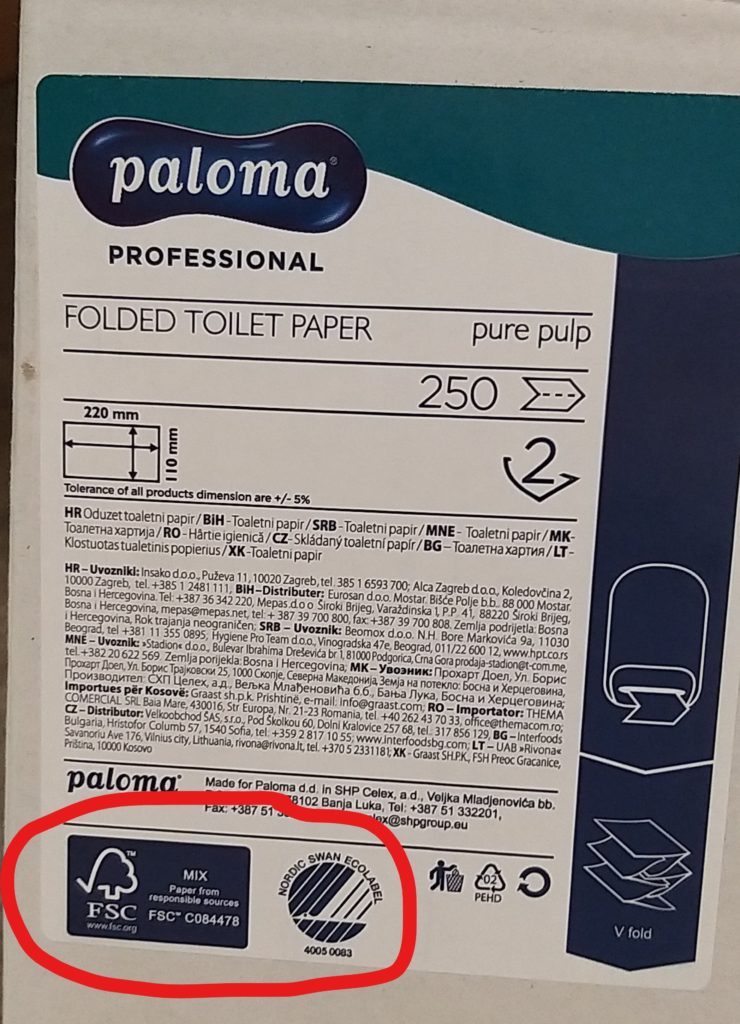 paloma®
PROFESSIONAL
FOLDED TOILET PAPER pure pulp
250
220 mm
110 mm
2
Tolerance of all products dimension are +/- 5%
HR Oduzet toaletni papir / BiH - Toaletni papir / SRB - Toaletni papir / MNE - Toaletni papir / MK-
Тоалетна хартија / RO - Hârtie igienică / CZ - Skládaný toaletní papír / BG – Тоалетна хартия / LT -
Klostuotas tualetinis popierius / XK -Toaletni papir
HR – Uvozniki: Insako d.o.o., Puževa 11, 10020 Zagreb, tel. 385 1 6593 700; Alca Zagreb d.o.o., Koledovčina 2,
10000 Zagreb, tel. +385 1 2481 111, BiH-Distributer: Eurosan d.o.o. Mostar. Bišće Polje b.b. 88 000 Mostar.
Bosna i Hercegovina. Tel: +387 36 342 220, Mepas.d.o.o Široki Brijeg, Varaždinska 1, P.P. 41, 88220 Široki Brijeg,
Bosna i Hercegovina, mepas@mepas.net, tel: + 387 39 700 800, fax: +387 39 700 808. Zemlja podrijetla: Bosna
i Hercegovina, Rok trajanja neograničen; SRB – Uvoznik: Beomox d.o.o. N.H. Bore Markovića 9a, 11030
Beograd, tel +381 11 355 0895, Hygiene Pro Team d.o.o, Vinogradska 47e, Beograd, 011/22 600 12, www.hpt.co.rs
MNE – Uvoznik: »Stadion« d.o.o., Bulevar Ibrahima Dreševića br.1, 81000 Podgorica, Crna Gora prodaja-stadion@t-com.me,
tel.+382 20 622 569. Zemlja porijekla: Bosna i Hercegovina; МК – Увозник: Прохарт Доел, Ул. Борис
Прохарт Доел, Ул. Борис Трајковски 25, 1000 Скопје, Северна Македонија, Земја на потекло: Босна и Херцеговина,
Производител: СХП Целех, а.д., Вељка Млађеновића б.б., Бања Лука, Босна и Херцеговина;
Importues për Kosovë: Graast sh.p.k. Prishtinë, e-mail: info@graast.com; RO – Importator: THEMA
COMERCIAL SRL Baia Mare, 430016, Str Europa, Nr. 21-23 Romania, tel. +40 262 43 70 33, office@themacom.ro;
CZ – Distributor: Velkoobchod ŠAS, s.r.o., Pod Školkou 60, Dolni Kralovice 257 68, tel. 317 856 129, BG – Interfoods
Bulgaria, Hristofor Columb 57, 1540 Sofia, tel: +359 2 817 10 55; www.interfoodsbg.com; LT – UAB »Rivona«
Savanoriu Ave 176, Vilnius city, Lithuania, rivona@rivona.lt, tel. +370 5 2331181; XK - Graast SH.P.K., FSH Preoc Gracanice,
Priština, 10000 Kosovo
paloma®
Made for Paloma d.d. in SHP Celex, a.d., Veljka Mladjenovića bb.
78102 Banja Luka, Tel: +387 51 332201,
Fax: +387 51 @shpgroup.eu
FSC™
www.fsc.org
MIX
Paper from
responsible sources
FSC™ C084478
NORDIC SWAN ECOLABEL
4005 0083
02
PEHD
V fold